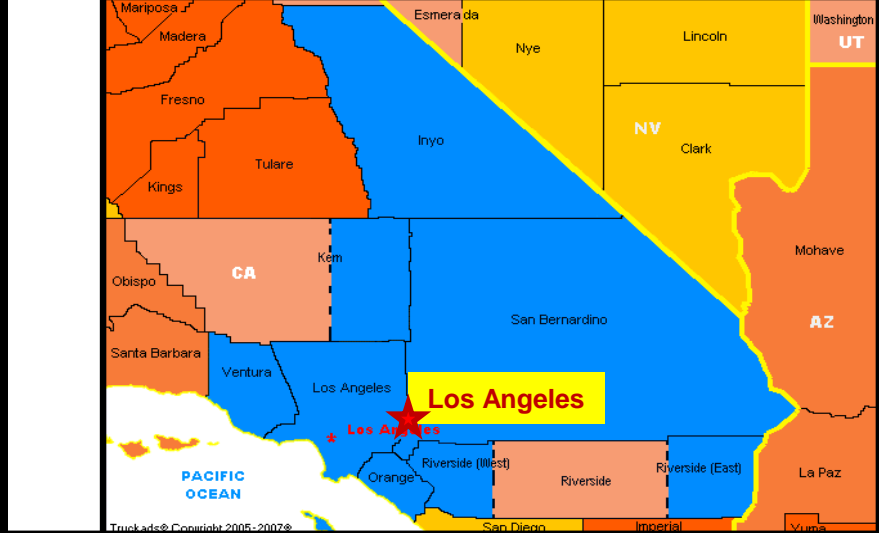 Mariposa
Esmera da
Washington
Madera
Nye
Lincoln
UT
Fresno
NV
Inyo
Clark
Tulare
Kings
Mohave
Kern
CA
Obispo
San Bernardino
AZ
Santa Barbara
Ventura
Los Angeles
Los Angeles
* Los Angeles
Riverside (West)
Riverside (East)
Orange
Riverside
La Paz
PACIFIC
OCEAN
Truckads® Copyright 2005-2007®
San Diego
Imperial
Yuma